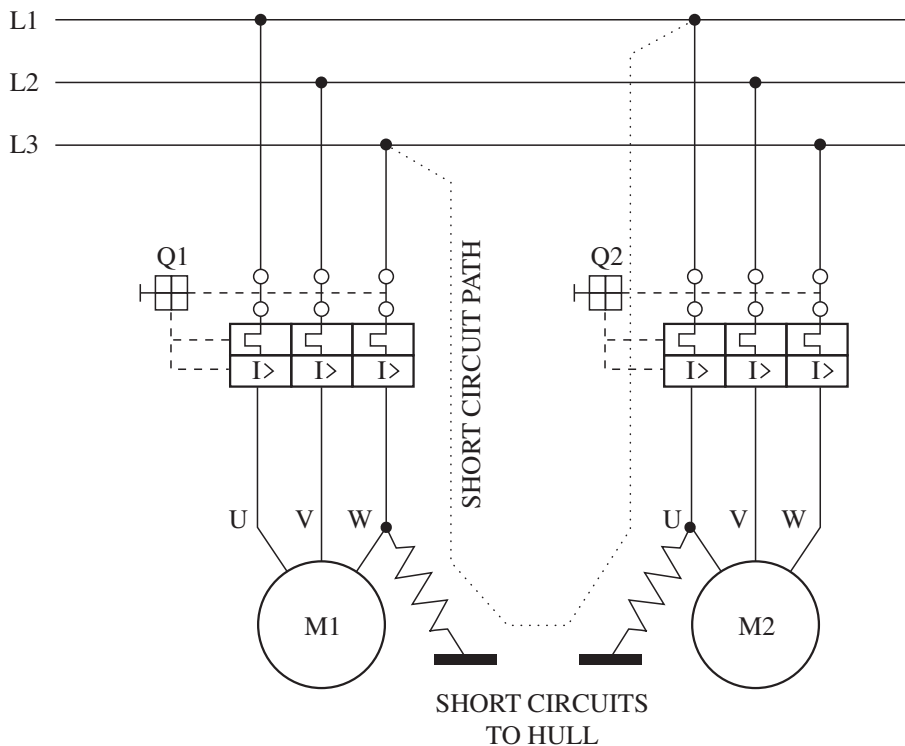 L1
L2
L3
Q1
Q2
SHORT CIRCUIT PATH
I> I> I>
I> I> I>
U V W
U V W
M1
M2
SHORT CIRCUITS
TO HULL